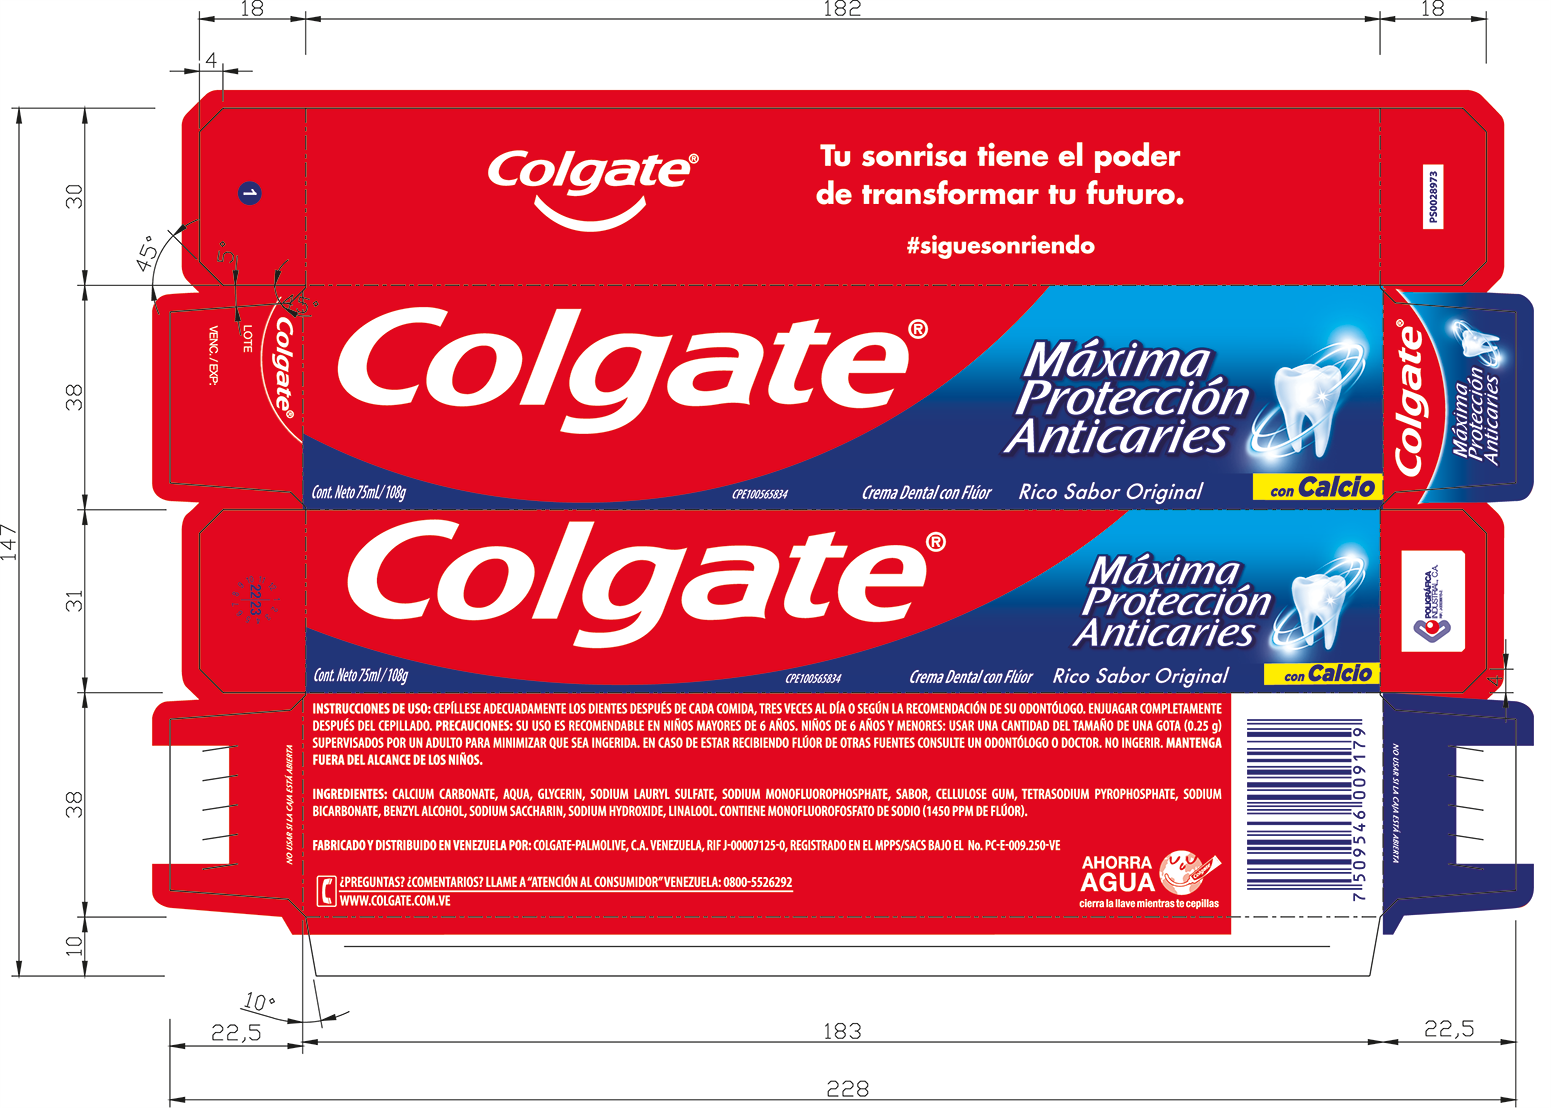 18
182
18
4
147
30
45°
5°
1
Colgate®
Tu sonrisa tiene el poder
de transformar tu futuro.
#siguesonriendo
PS0028973
38
VENC. / EXP:
LOTE
Colgate®
Colgate®
Máxima
Protección
Anticaries
Cont. Neto 75mL/ 108g
CPE100565834
Crema Dental con Flúor
Rico Sabor Original
con Calcio
Colgate®
Máxima
Protección
Anticaries
31
2223
Colgate®
Máxima
Protección
Anticaries
Cont. Neto 75ml/ 108g
CPE100565834
Crema Dental con Flúor
Rico Sabor Original
con Calcio
POLIGRÁFICA
INDUSTRIAL, C.A.
4
38
NO USAR SI LA CAJA ESTÁ ABIERTA
INSTRUCCIONES DE USO: CEPÍLLESE ADECUADAMENTE LOS DIENTES DESPUÉS DE CADA COMIDA, TRES VECES AL DÍA O SEGÚN LA RECOMENDACIÓN DE SU ODONTÓLOGO. ENJUAGAR COMPLETAMENTE
DESPUÉS DEL CEPILLADO. PRECAUCIONES: SU USO ES RECOMENDABLE EN NIÑOS MAYORES DE 6 AÑOS. NIÑOS DE 6 AÑOS Y MENORES: USAR UNA CANTIDAD DEL TAMAÑO DE UNA GOTA (0.25 g)
SUPERVISADOS POR UN ADULTO PARA MINIMIZAR QUE SEA INGERIDA. EN CASO DE ESTAR RECIBIENDO FLÚOR DE OTRAS FUENTES CONSULTE UN ODONTÓLOGO O DOCTOR. NO INGERIR. MANTENGA
FUERA DEL ALCANCE DE LOS NIÑOS.
INGREDIENTES: CALCIUM CARBONATE, AQUA, GLYCERIN, SODIUM LAURYL SULFATE, SODIUM MONOFLUOROPHOSPHATE, SABOR, CELLULOSE GUM, TETRASODIUM PYROPHOSPHATE, SODIUM
BICARBONATE, BENZYL ALCOHOL, SODIUM SACCHARIN, SODIUM HYDROXIDE, LINALOOL. CONTIENE MONOFLUOROFOSFATO DE SODIO (1450 PPM DE FLÚOR).
FABRICADO Y DISTRIBUIDO EN VENEZUELA POR: COLGATE-PALMOLIVE, C.A. VENEZUELA, RIF J-00007125-0, REGISTRADO EN EL MPPS/SACS BAJO EL No. PC-E-009.250-VE
¿PREGUNTAS? ¿COMENTARIOS? LLAME A "ATENCIÓN AL CONSUMIDOR" VENEZUELA: 0800-5526292
WWW.COLGATE.COM.VE
AHORRA
AGUA
cierra la llave mientras te cepillas
7 509546 009179
NO USAR SI LA CAJA ESTÁ ABIERTA
10
10°
22,5
183
22,5
228